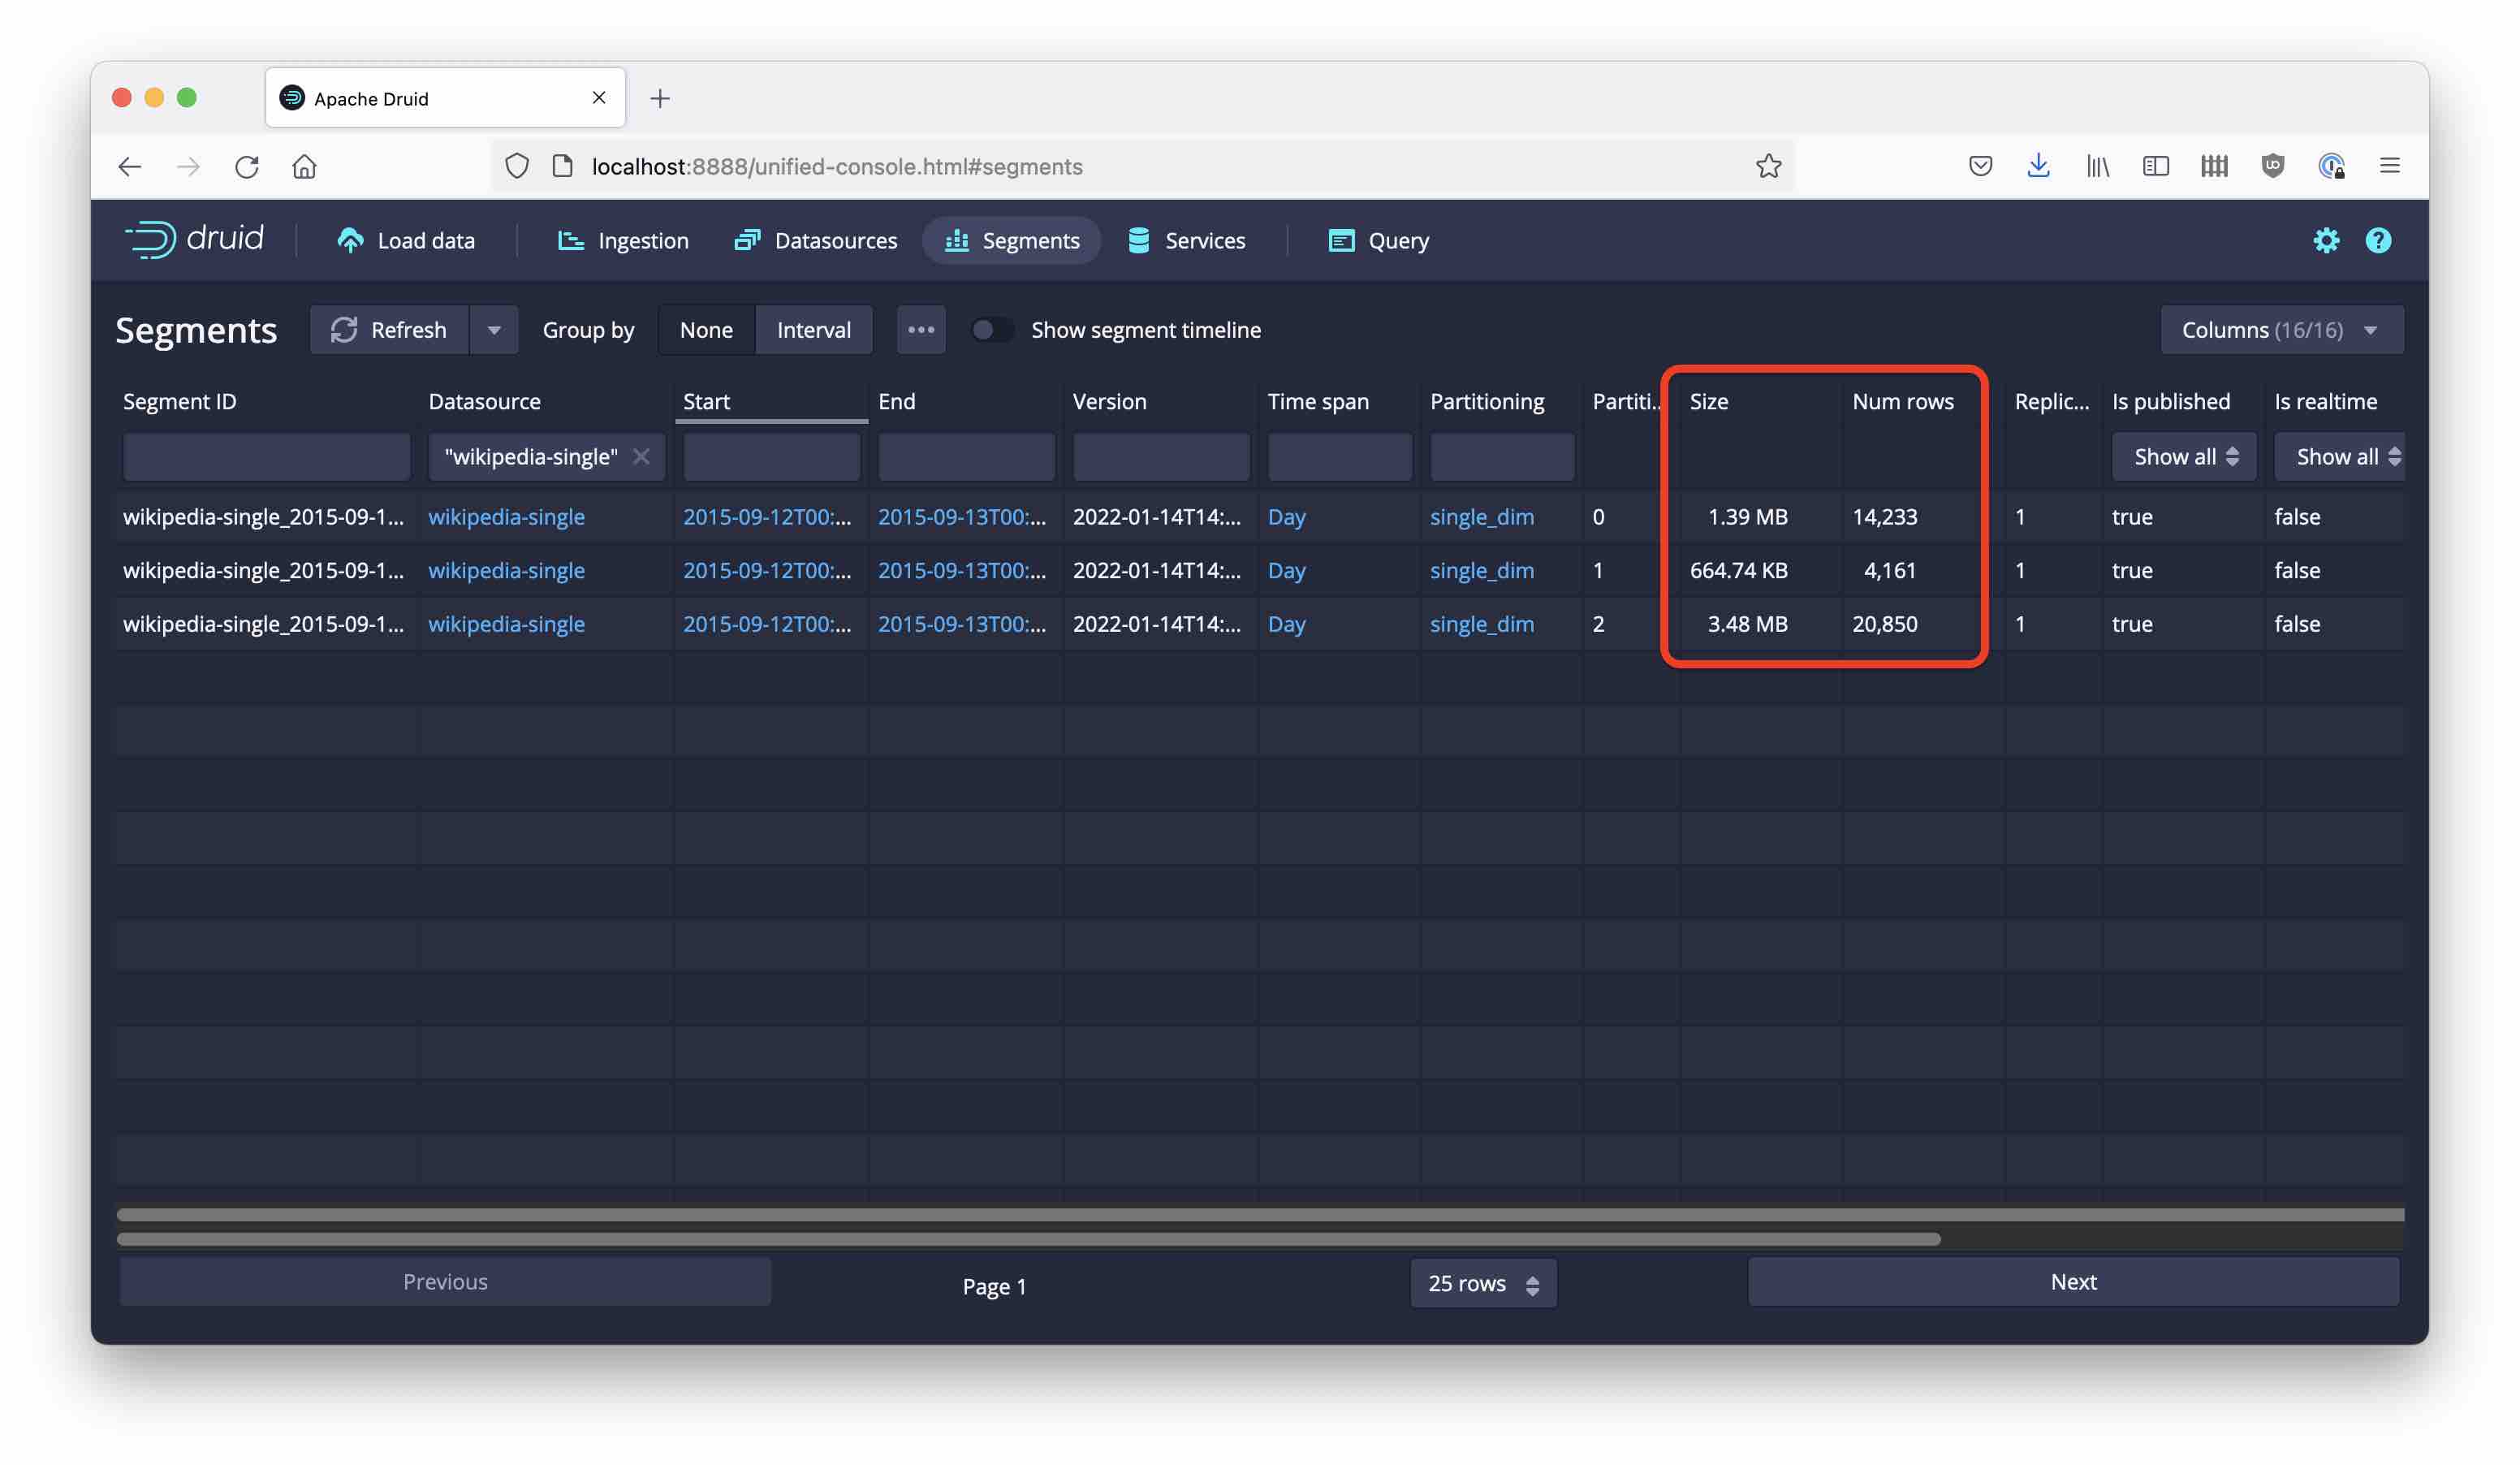 Apache Druid
localhost:8888/unified-console.html#segments
druid Load data Ingestion Datasources Segments Services Query
Segments Refresh Group by None Interval Show segment timeline Columns (16/16)
Segment ID Datasource Start End Version Time span Partitioning Partiti... Size Num rows Replic... Is published Is realtime
"wikipedia-single" Show all Show all
wikipedia-single_2015-09-1... wikipedia-single 2015-09-12T00:... 2015-09-13T00:... 2022-01-14T14:... Day single_dim 0 1.39 MB 14,233 1 true false
wikipedia-single_2015-09-1... wikipedia-single 2015-09-12T00:... 2015-09-13T00:... 2022-01-14T14:... Day single_dim 1 664.74 KB 4,161 1 true false
wikipedia-single_2015-09-1... wikipedia-single 2015-09-12T00:... 2015-09-13T00:... 2022-01-14T14:... Day single_dim 2 3.48 MB 20,850 1 true false
Previous Page 1 25 rows Next